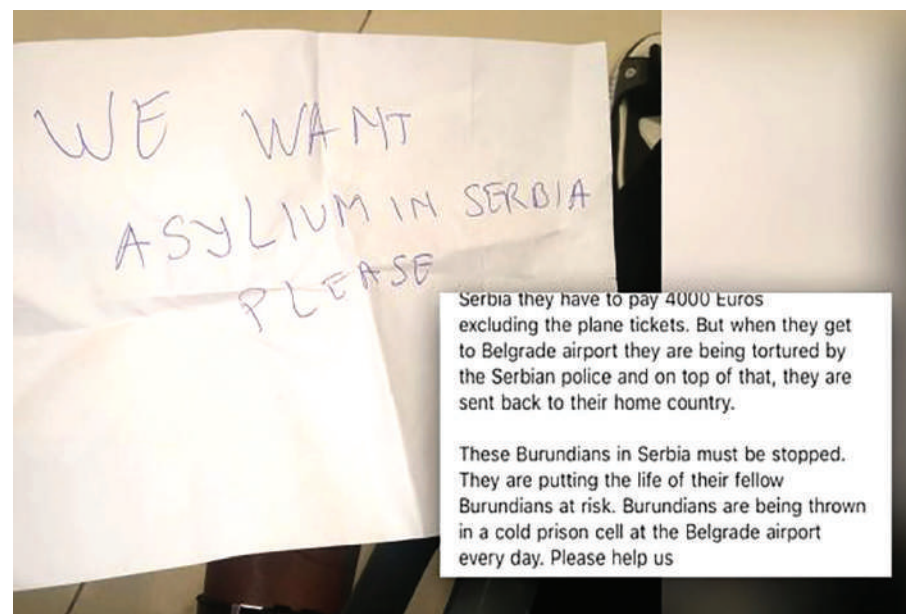 WE WANT
ASYLIUM IN SERBIA
PLEASE
Serbia they have to pay 4000 Euros
excluding the plane tickets. But when they get
to Belgrade airport they are being tortured by
the Serbian police and on top of that, they are
sent back to their home country.
These Burundians in Serbia must be stopped.
They are putting the life of their fellow
Burundians at risk. Burundians are being thrown
in a cold prison cell at the Belgrade airport
every day. Please help us